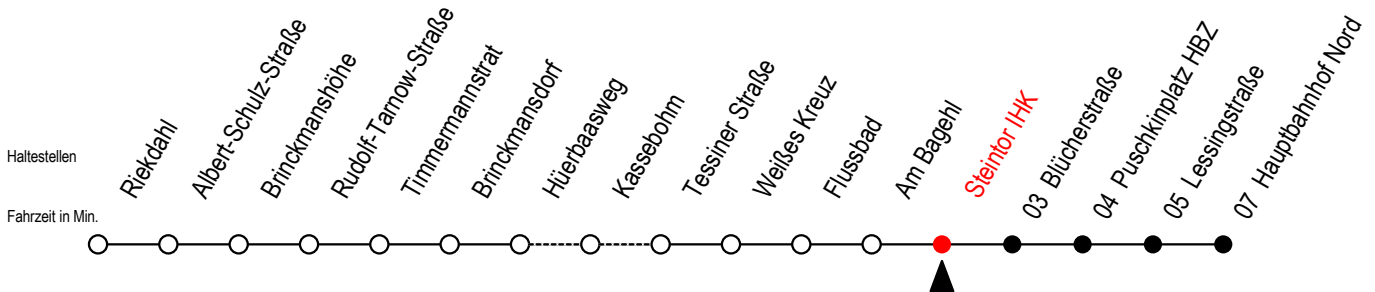 Haltestellen
Fahrzeit in Min.
Riekdahl
Albert-Schulz-Straße
Brinckmanshöhe
Rudolf-Tarnow-Straße
Timmermannstrat
Brinckmansdorf
Hüerbaasweg
Kassebohm
Tessiner Straße
Weißes Kreuz
Flussbad
Am Bagehl
Steintor IHK
03 Blücherstraße
04 Puschkinplatz HBZ
05 Lessingstraße
07 Hauptbahnhof Nord